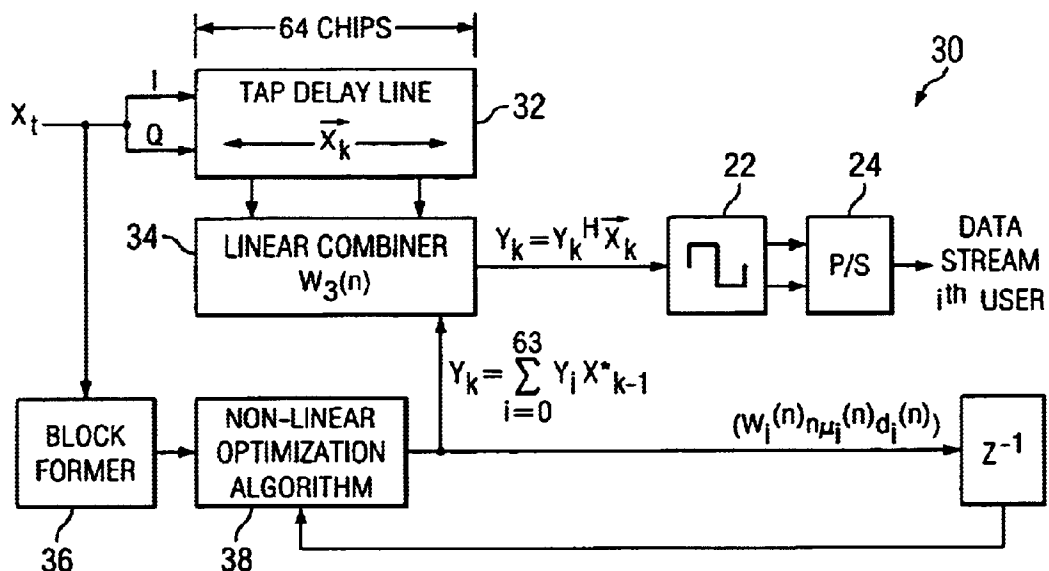 64 CHIPS
30
I
TAP DELAY LINE
X_t
32
Q
X⃗_k
22
24
34
LINEAR COMBINER
W_3(n)
Y_k = Y_k^H X⃗_k
P/S
DATA
STREAM
i^th USER
Y_k = Σ_{i=0}^{63} Y_i X*_{k-1}
BLOCK
FORMER
NON-LINEAR
OPTIMIZATION
ALGORITHM
(W_i^(n) n μ_i^(n) d_i^(n))
Z^-1
36
38